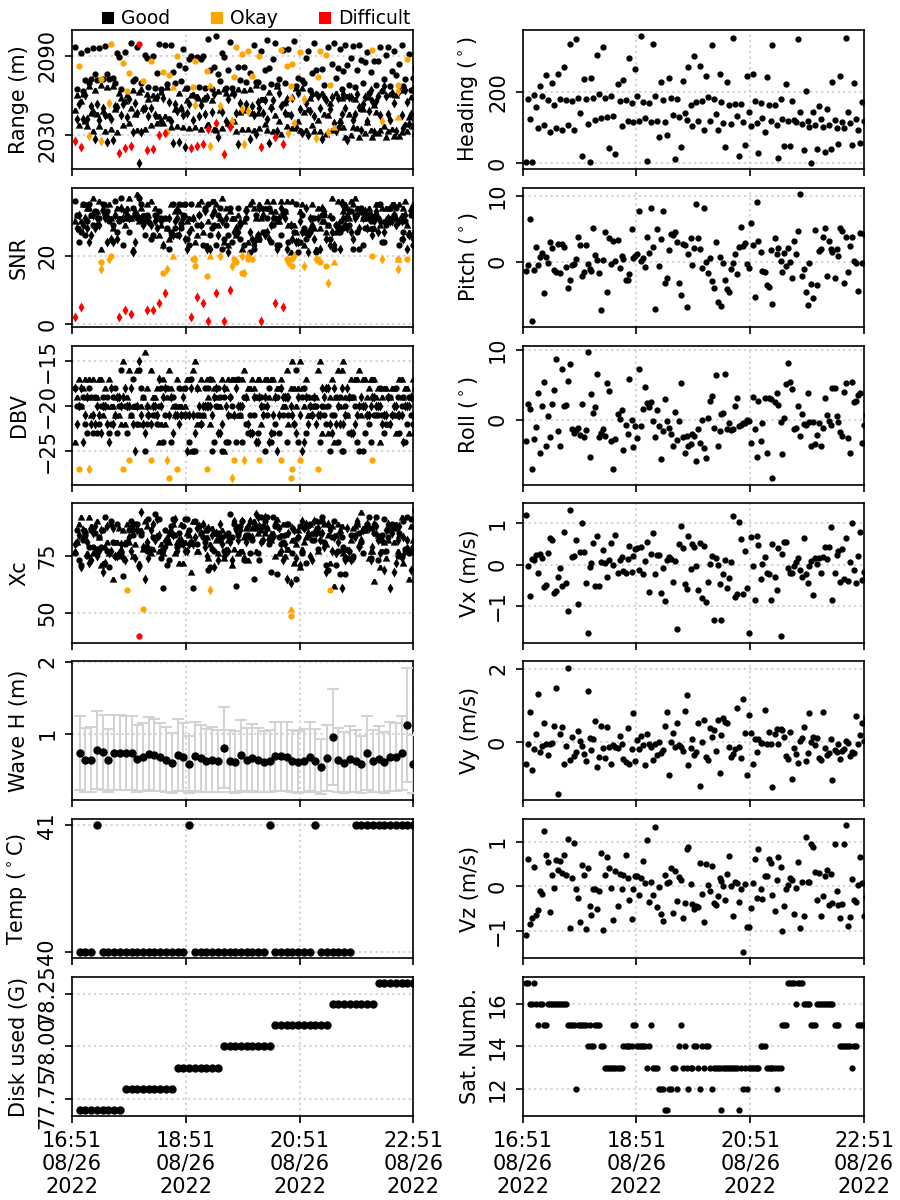 Good Okay Difficult
Range (m) 2090 2030
Heading (°) 200 0
SNR 20 0
Pitch (°) 10 0
DBV −15 −20 −25
Roll (°) 10 0
Xc 75 50
Vx (m/s) 1 0 −1
Wave H (m) 2 1
Vy (m/s) 2 0
Temp (°C) 41 40
Vz (m/s) 1 0 −1
Disk used (G) 78.25 78.00 77.75
Sat. Numb. 16 14 12
16:51 18:51 20:51 22:51 16:51 18:51 20:51 22:51
08/26 08/26 08/26 08/26 08/26 08/26 08/26 08/26
2022 2022 2022 2022 2022 2022 2022 2022